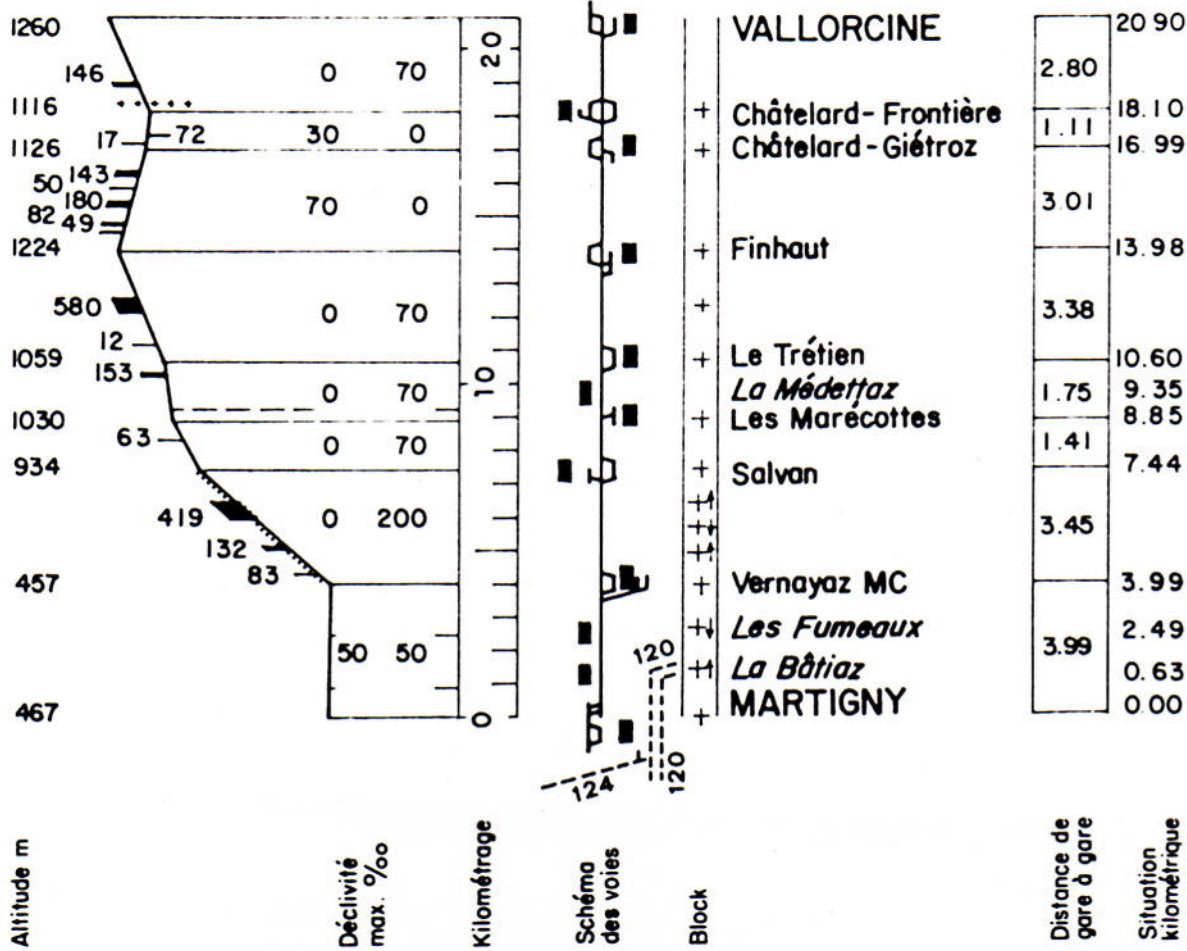 1260 20 VALLORCINE 20 90
146 0 70 2.80
1116 Châtelard-Frontière 18.10
17 72 30 0 1.11
1126 Châtelard-Giétroz 16.99
143
50
180 70 0 3.01
82
49
1224 Finhaut 13.98
580 0 70 3.38
12
1059 Le Trétien 10.60
153 0 70 10 La Médettaz 1.75 9.35
1030 Les Marécottes 8.85
63 0 70 1.41
934 Salvan 7.44
419 0 200 3.45
132
83
457 Vernayaz MC 3.99
50 50 Les Fumeaux 3.99 2.49
120 La Bâtiaz 0.63
467 0 MARTIGNY 0.00
124 120
Altitude m
Déclivité
max. %o
Kilométrage
Schéma
des voies
Block
Distance de
gare à gare
Situation
kilométrique